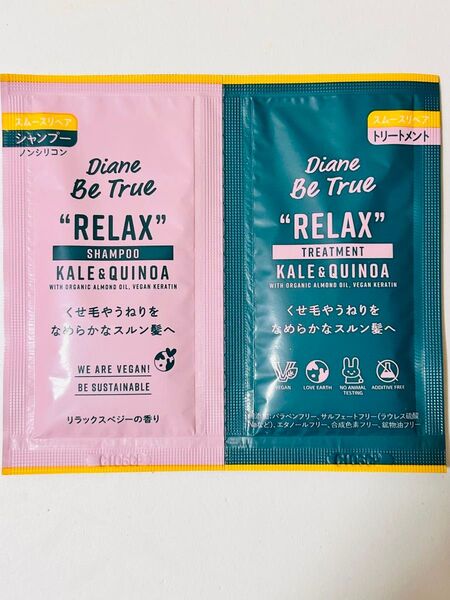 スムースリペア
シャンプー
ノンシリコン
Diane
Be True
"RELAX"
SHAMPOO
KALE & QUINOA
WITH ORGANIC ALMOND OIL, VEGAN KERATIN
くせ毛やうねりを
なめらかなスルン髪へ
WE ARE VEGAN!
BE SUSTAINABLE
リラックスベジーの香り
スムースリペア
トリートメント
Diane
Be True
"RELAX"
TREATMENT
KALE & QUINOA
WITH ORGANIC ALMOND OIL, VEGAN KERATIN
くせ毛やうねりを
なめらかなスルン髪へ
VEGAN
LOVE EARTH
NO ANIMAL
TESTING
ADDITIVE FREE
パラベンフリー、サルフェートフリー(ラウレス硫酸
Naなど)、エタノールフリー、合成色素フリー、鉱物油フリー